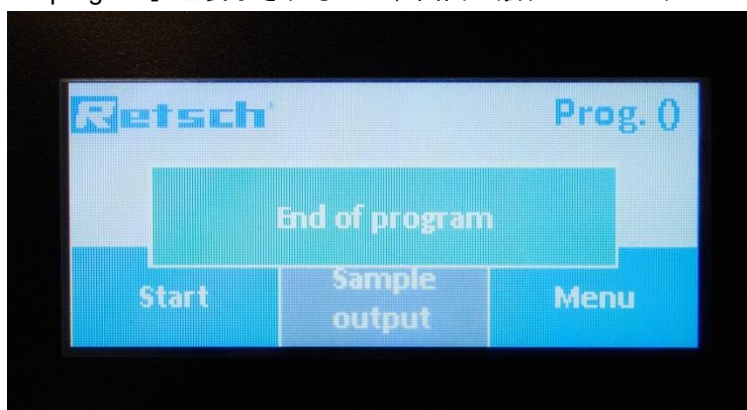 Retsch
Prog. 0
End of program
Start
Sample
output
Menu